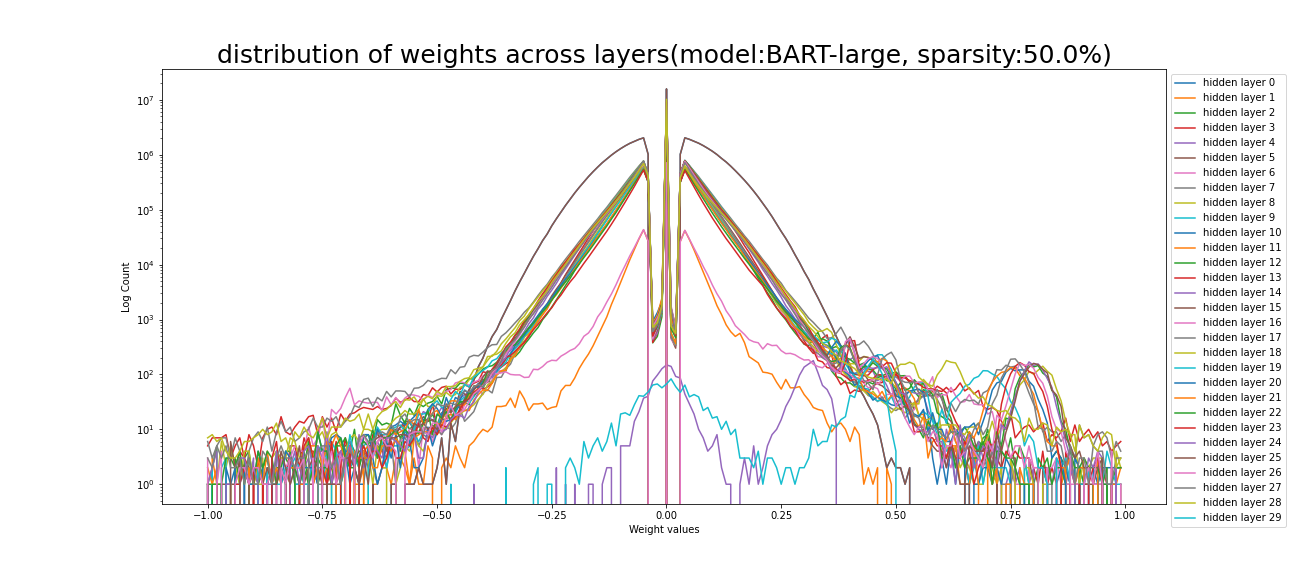 distribution of weights across layers(model:BART-large, sparsity:50.0%)
10⁷
10⁶
10⁵
10⁴
10³
10²
10¹
10⁰
Log Count
−1.00 −0.75 −0.50 −0.25 0.00 0.25 0.50 0.75 1.00
Weight values
hidden layer 0
hidden layer 1
hidden layer 2
hidden layer 3
hidden layer 4
hidden layer 5
hidden layer 6
hidden layer 7
hidden layer 8
hidden layer 9
hidden layer 10
hidden layer 11
hidden layer 12
hidden layer 13
hidden layer 14
hidden layer 15
hidden layer 16
hidden layer 17
hidden layer 18
hidden layer 19
hidden layer 20
hidden layer 21
hidden layer 22
hidden layer 23
hidden layer 24
hidden layer 25
hidden layer 26
hidden layer 27
hidden layer 28
hidden layer 29